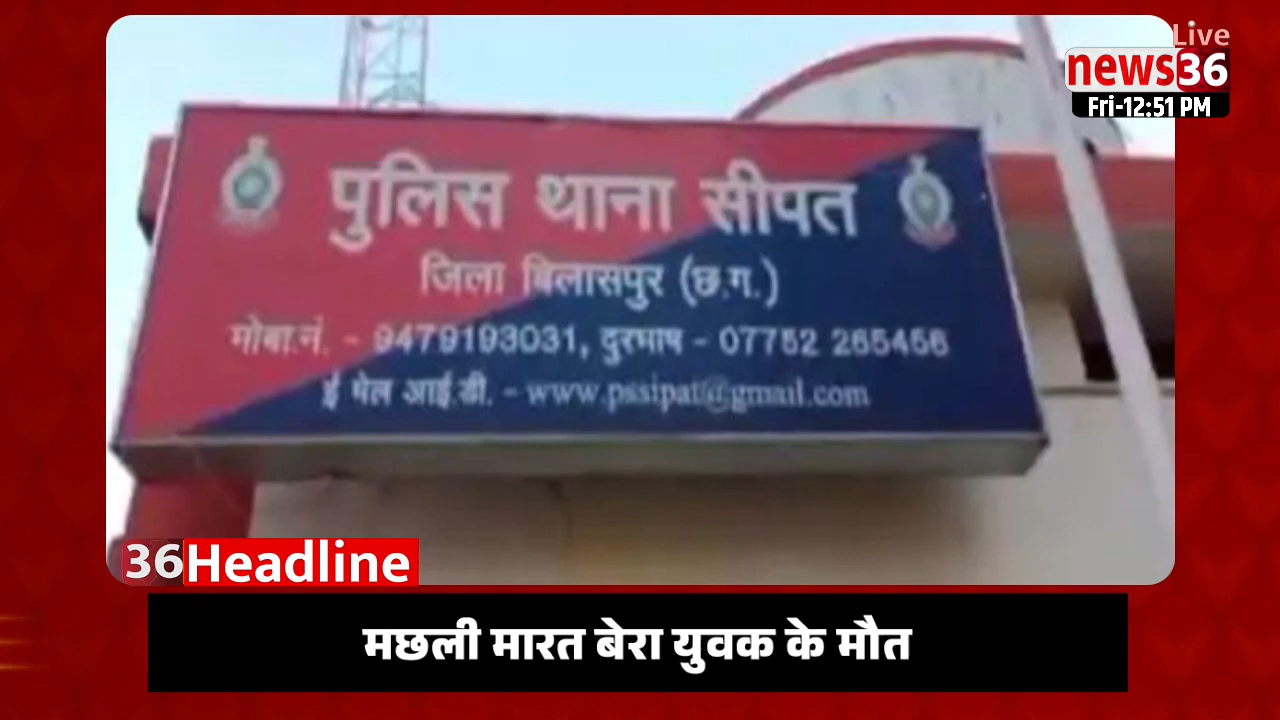 Live
news36
Fri-12:51 PM
पुलिस थाना सीपत
जिला बिलासपुर (छ.ग.)
मोबा.नं. - 9479193031, दुरभाष - 07752 265456
ई मेल आई.डी. - www.pssipat@gmail.com
36Headline
मछली मारत बेरा युवक के मौत